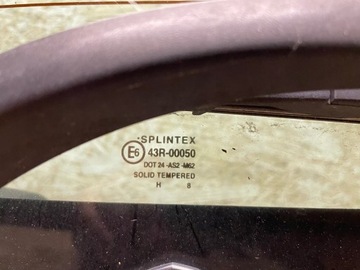 SPLINTEX
E6 43R-00050
DOT 24 -AS2 -M62
SOLID TEMPERED
H 8